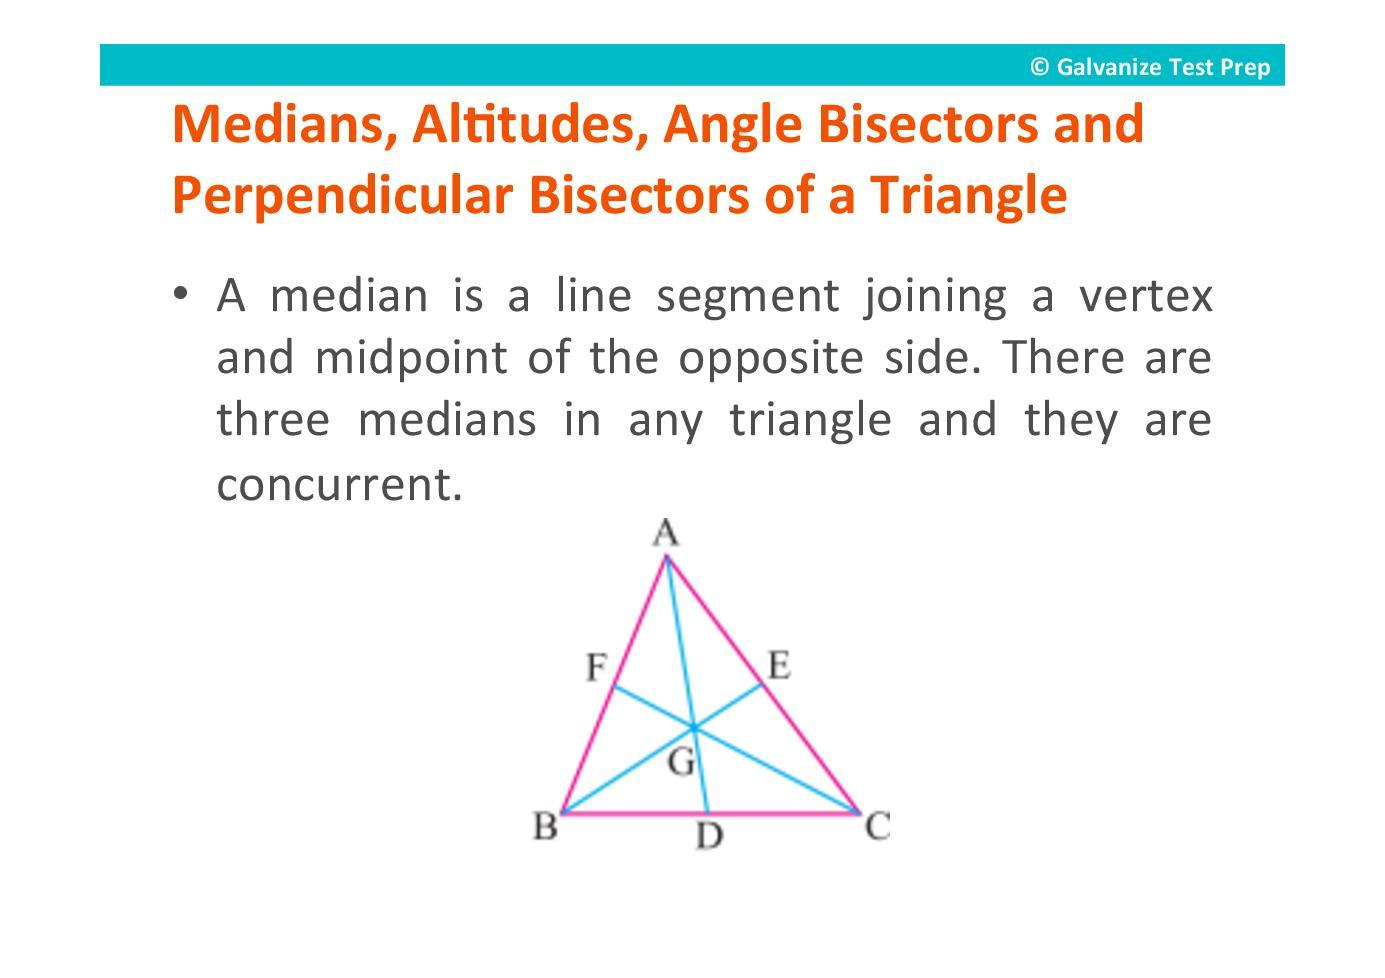 © Galvanize Test Prep
Medians, Altitudes, Angle Bisectors and
Perpendicular Bisectors of a Triangle
• A median is a line segment joining a vertex
and midpoint of the opposite side. There are
three medians in any triangle and they are
concurrent.
A
F
E
G
B
D
C